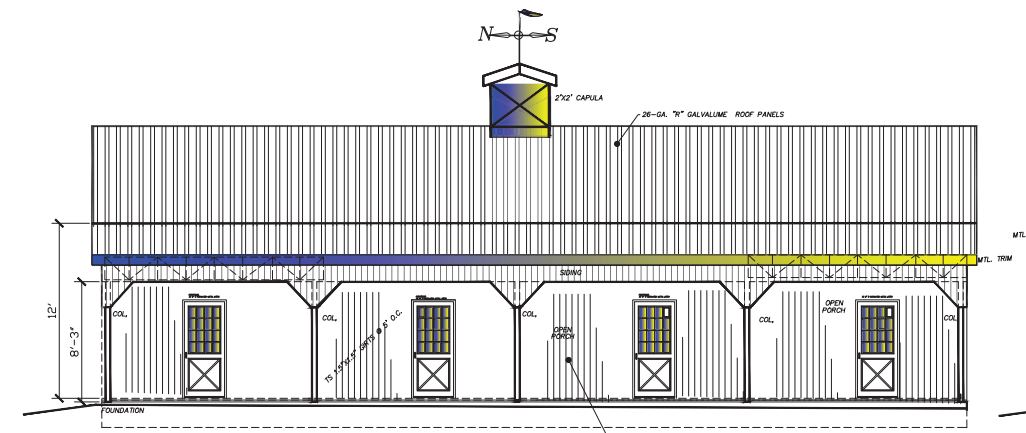 N S
2'X2' CAPULA
26-GA. "R" GALVALUME ROOF PANELS
MTL
MTL. TRIM
SIDING
12'
8'-3"
COL.
COL.
COL.
COL.
COL.
TS 1.5"X1.5" GIRTS @ 5' O.C.
OPEN
PORCH
OPEN
PORCH
FOUNDATION